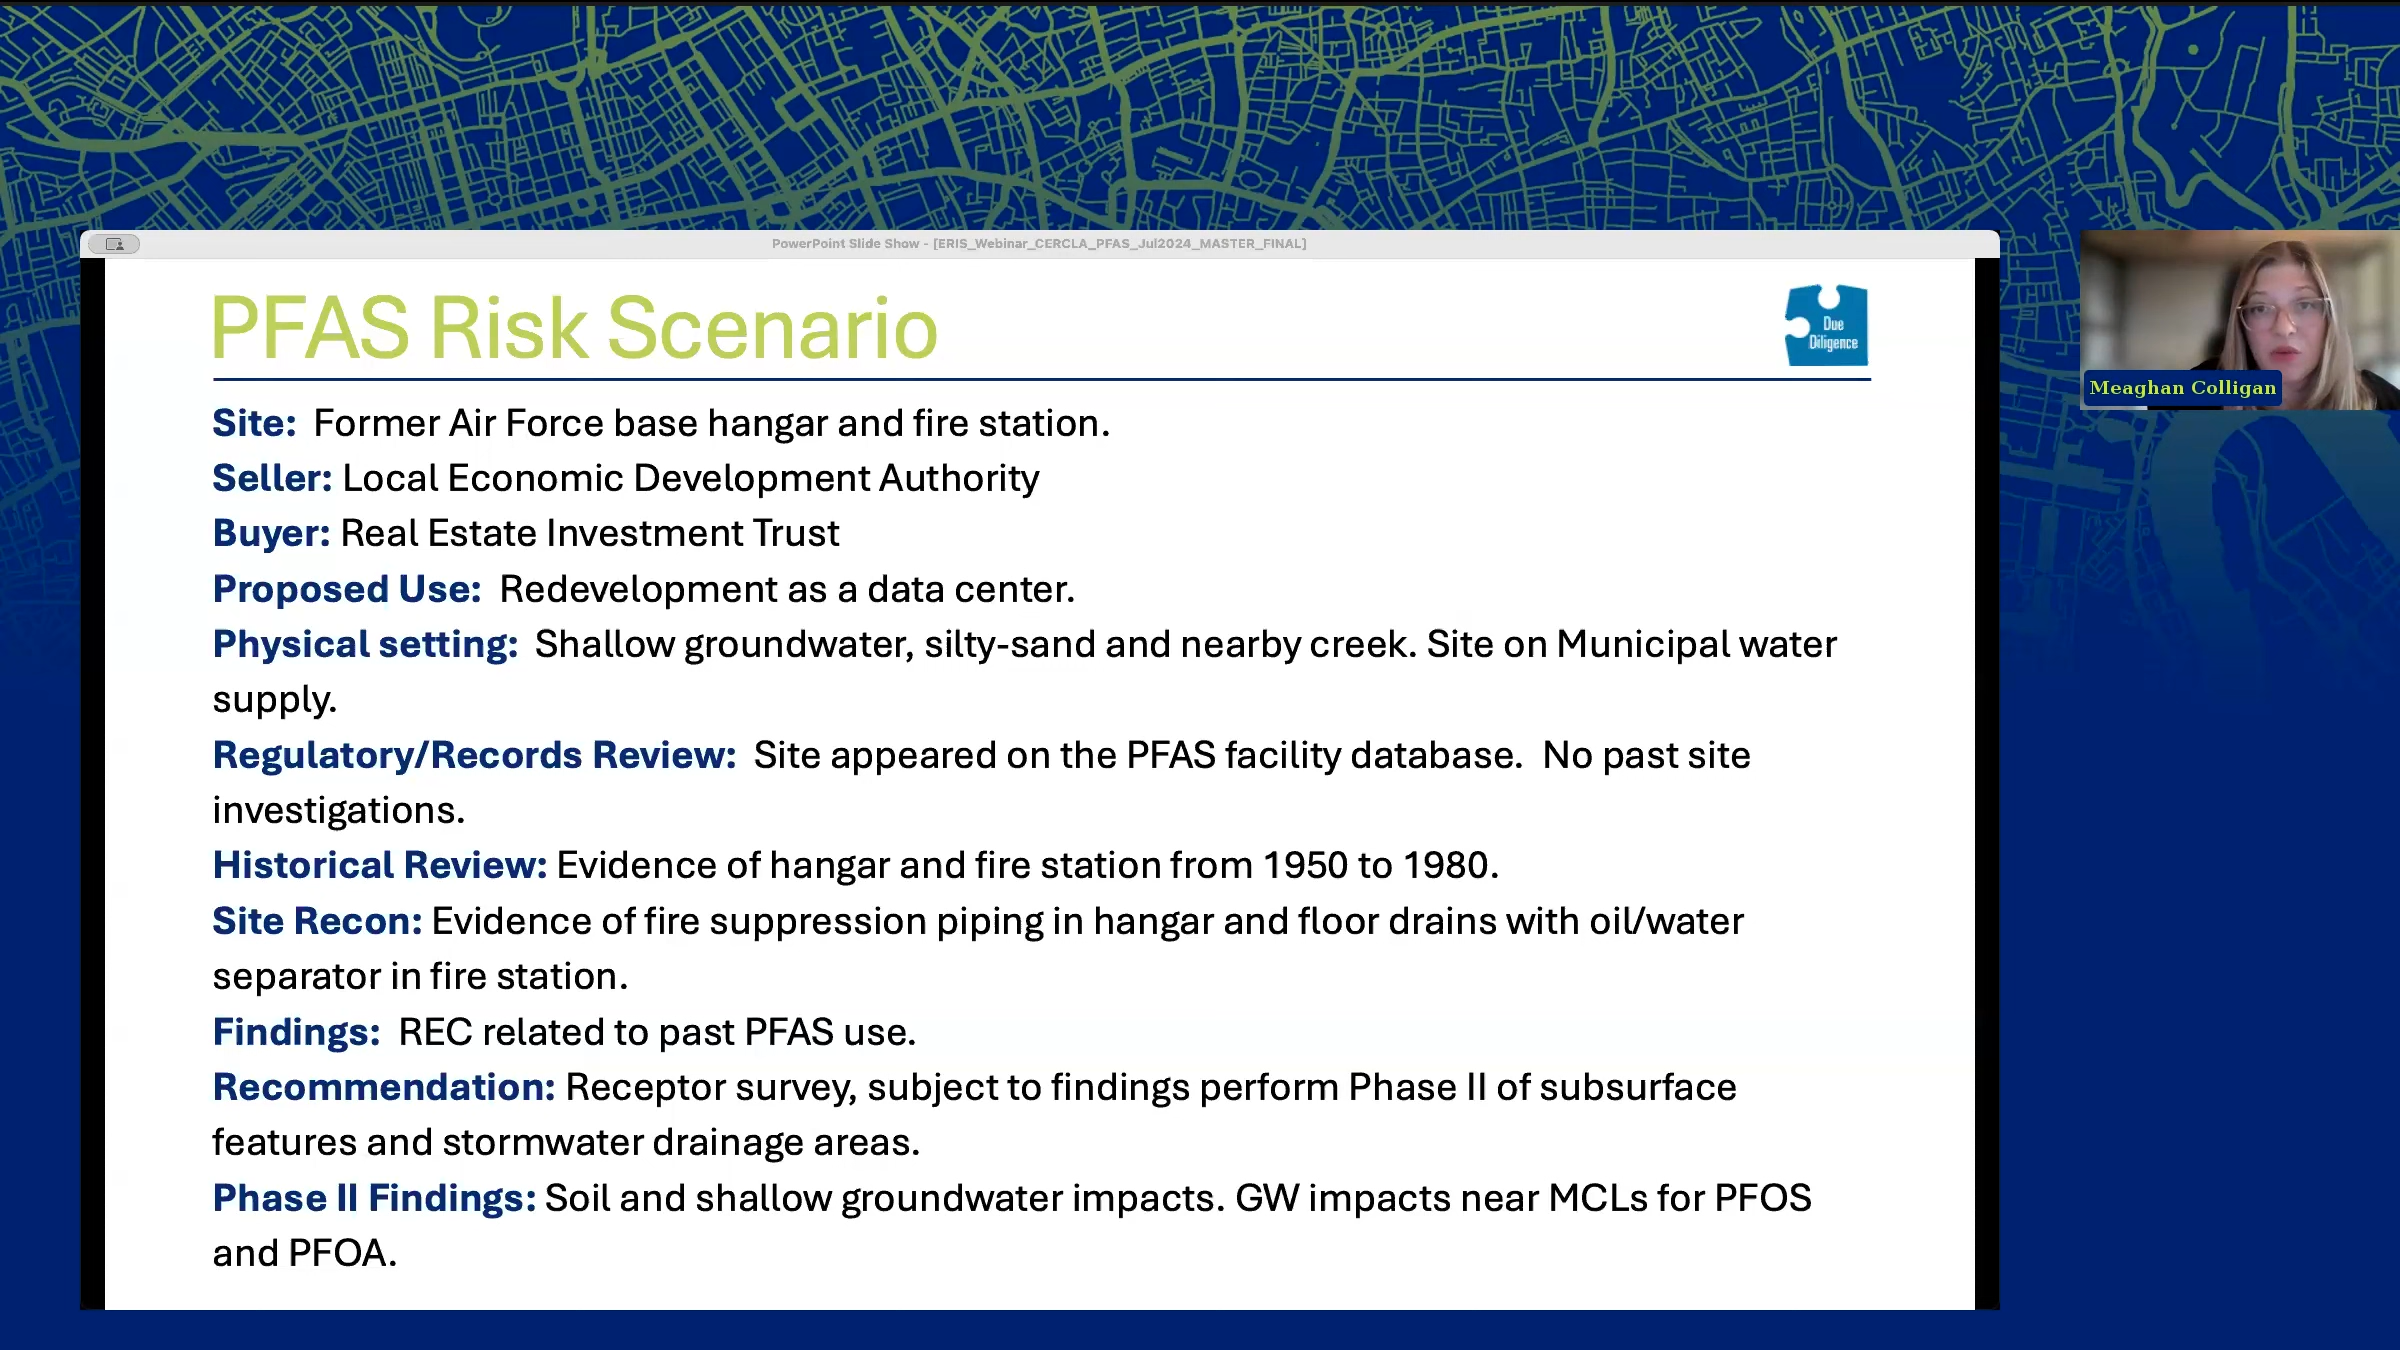 PowerPoint Slide Show - [ERIS_Webinar_CERCLA_PFAS_Jul2024_MASTER_FINAL]
PFAS Risk Scenario
Due
Diligence
Meaghan Colligan
Site: Former Air Force base hangar and fire station.
Seller: Local Economic Development Authority
Buyer: Real Estate Investment Trust
Proposed Use: Redevelopment as a data center.
Physical setting: Shallow groundwater, silty-sand and nearby creek. Site on Municipal water
supply.
Regulatory/Records Review: Site appeared on the PFAS facility database. No past site
investigations.
Historical Review: Evidence of hangar and fire station from 1950 to 1980.
Site Recon: Evidence of fire suppression piping in hangar and floor drains with oil/water
separator in fire station.
Findings: REC related to past PFAS use.
Recommendation: Receptor survey, subject to findings perform Phase II of subsurface
features and stormwater drainage areas.
Phase II Findings: Soil and shallow groundwater impacts. GW impacts near MCLs for PFOS
and PFOA.